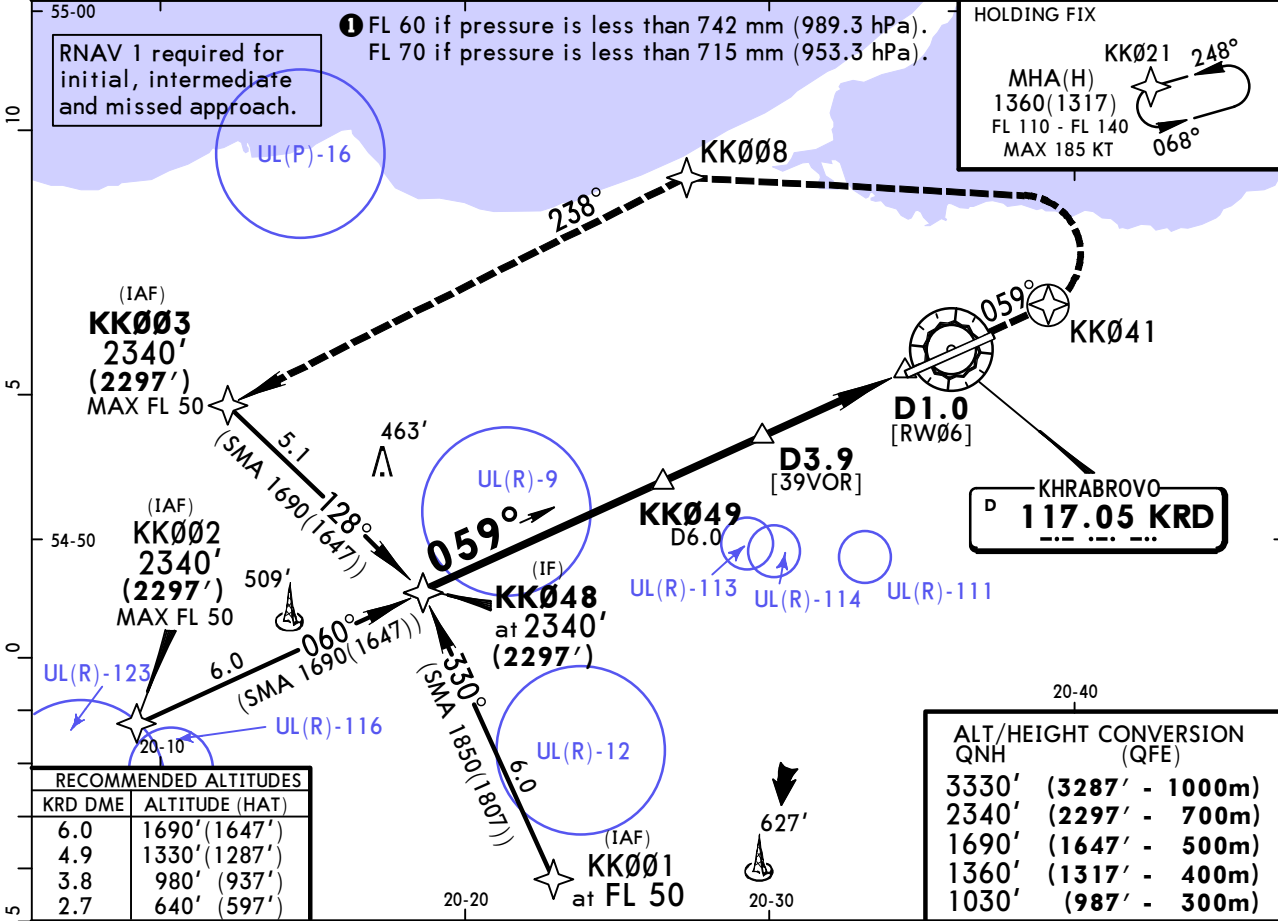 55-00
❶ FL 60 if pressure is less than 742 mm (989.3 hPa).
FL 70 if pressure is less than 715 mm (953.3 hPa).
RNAV 1 required for
initial, intermediate
and missed approach.
HOLDING FIX
KKØ21
248°
MHA(H)
1360(1317)
FL 110 - FL 140
MAX 185 KT
068°
10
UL(P)-16
KKØØ8
238°
(IAF)
KKØØ3
2340'
(2297')
MAX FL 50
059°
KKØ41
5
5.1
(SMA 1690(1647))
128°
463'
UL(R)-9
D1.0
[RWØ6]
D3.9
[39VOR]
KHRABROVO
D 117.05 KRD
(IAF)
KKØØ2
2340'
(2297')
MAX FL 50
54-50
059°
KKØ49
D6.0
509'
(IF)
KKØ48
at 2340'
(2297')
UL(R)-113
UL(R)-114
UL(R)-111
0
6.0
060°
(SMA 1690(1647))
UL(R)-123
UL(R)-116
20-10
330°
(SMA 1850(1807))
6.0
UL(R)-12
20-40
(IAF)
KKØØ1
at FL 50
627'
20-20
20-30
5
RECOMMENDED ALTITUDES
KRD DME ALTITUDE (HAT)
6.0 1690'(1647')
4.9 1330'(1287')
3.8 980' (937')
2.7 640' (597')
ALT/HEIGHT CONVERSION
QNH (QFE)
3330' (3287' - 1000m)
2340' (2297' - 700m)
1690' (1647' - 500m)
1360' (1317' - 400m)
1030' (987' - 300m)